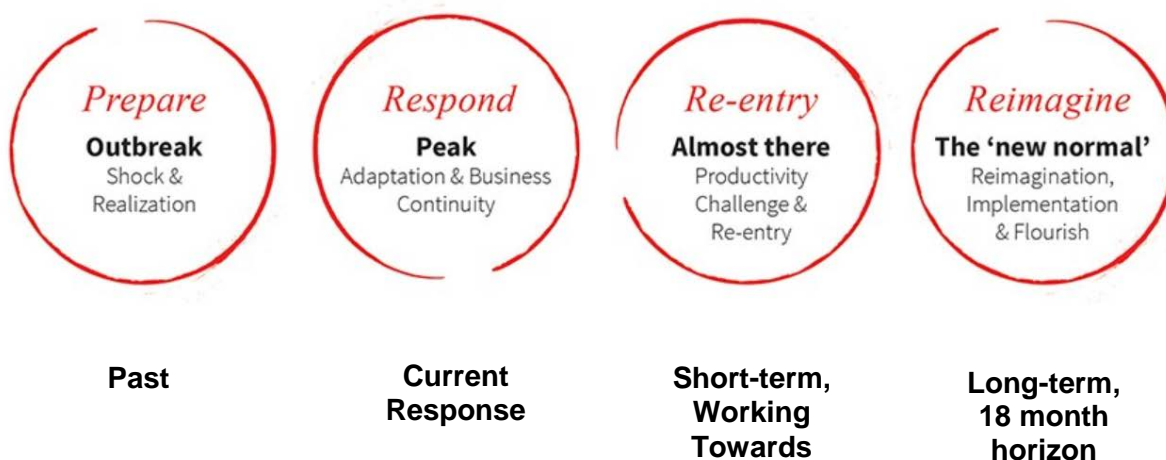 Prepare
Outbreak
Shock &
Realization
Respond
Peak
Adaptation & Business
Continuity
Re-entry
Almost there
Productivity
Challenge &
Re-entry
Reimagine
The ‘new normal’
Reimagination,
Implementation
& Flourish
Past
Current
Response
Short-term,
Working
Towards
Long-term,
18 month
horizon